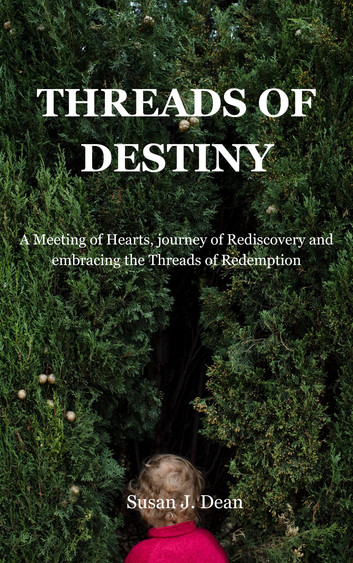 THREADS OF
DESTINY
A Meeting of Hearts, journey of Rediscovery and
embracing the Threads of Redemption
Susan J. Dean